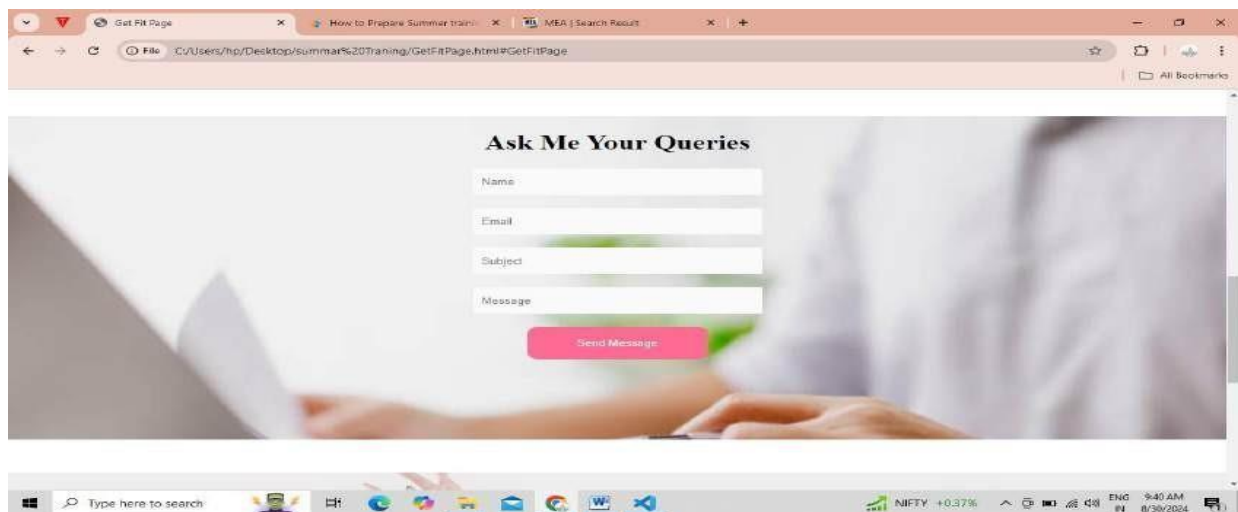 Get Fit Page
How to Prepare Summer traini
MEA | Search Result
File C:/Users/hp/Desktop/summar%20Traning/GetFitPage.html#GetFitPage
All Bookmarks
Ask Me Your Queries
Name
Email
Subject
Message
Send Message
Type here to search
NIFTY +0.37%
ENG
IN
9:40 AM
8/30/2024